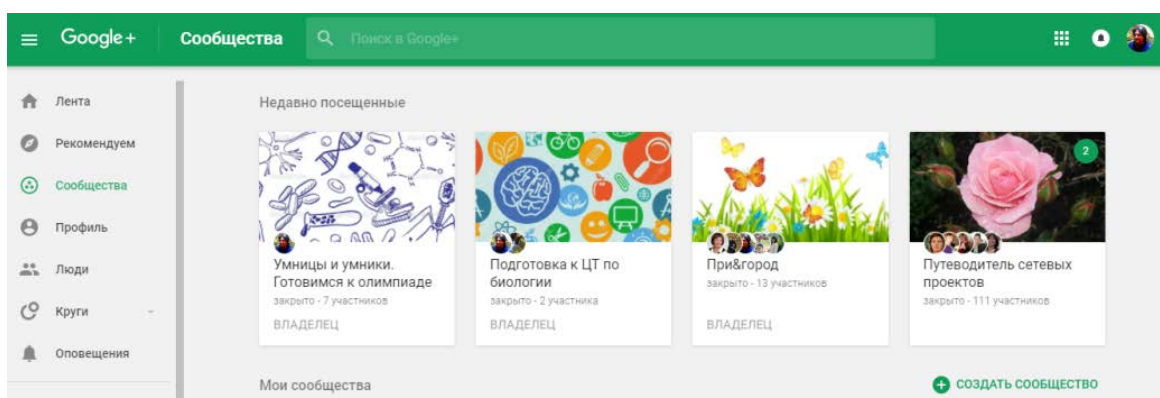 Google+ Сообщества Поиск в Google+
Лента
Рекомендуем
Сообщества
Профиль
Люди
Круги
Оповещения
Недавно посещенные
Умницы и умники.
Готовимся к олимпиаде
закрыто - 7 участников
ВЛАДЕЛЕЦ
Подготовка к ЦТ по
биологии
закрыто - 2 участника
ВЛАДЕЛЕЦ
При&город
закрыто - 13 участников
ВЛАДЕЛЕЦ
2
Путеводитель сетевых
проектов
закрыто - 111 участников
Мои сообщества
СОЗДАТЬ СООБЩЕСТВО